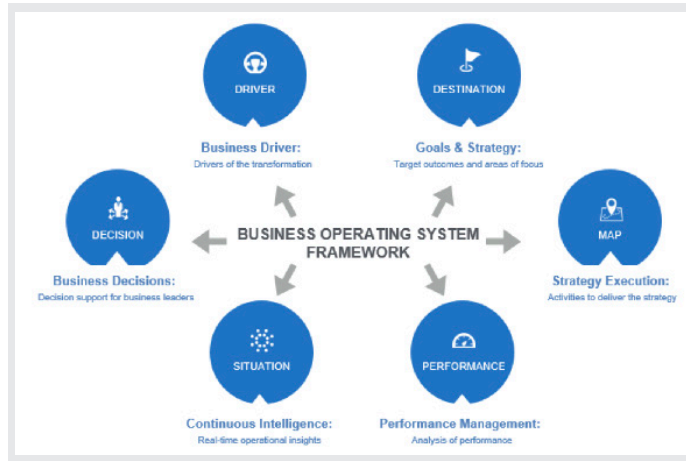 DRIVER
Business Driver:
Drivers of the transformation
DESTINATION
Goals & Strategy:
Target outcomes and areas of focus
DECISION
Business Decisions:
Decision support for business leaders
BUSINESS OPERATING SYSTEM
FRAMEWORK
MAP
Strategy Execution:
Activities to deliver the strategy
SITUATION
Continuous Intelligence:
Real-time operational insights
PERFORMANCE
Performance Management:
Analysis of performance